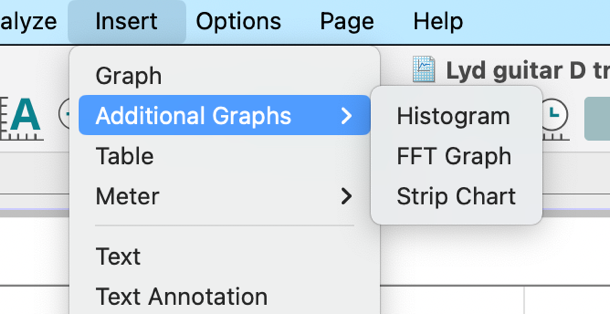 alyze Insert Options Page Help
Lyd guitar D tr
A
Graph
Additional Graphs
Histogram
FFT Graph
Strip Chart
Table
Meter
Text
Text Annotation